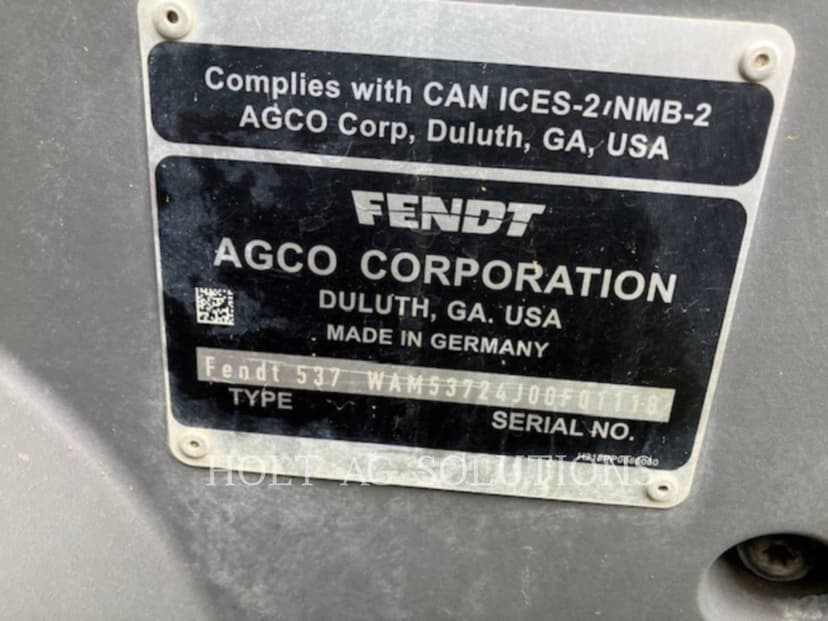 Complies with CAN ICES-2/NMB-2
AGCO Corp, Duluth, GA, USA
FENDT
AGCO CORPORATION
DULUTH, GA. USA
MADE IN GERMANY
Fendt 537 WAM53724J00F01118
TYPE
SERIAL NO.
HOLT AG SOLUTIONS